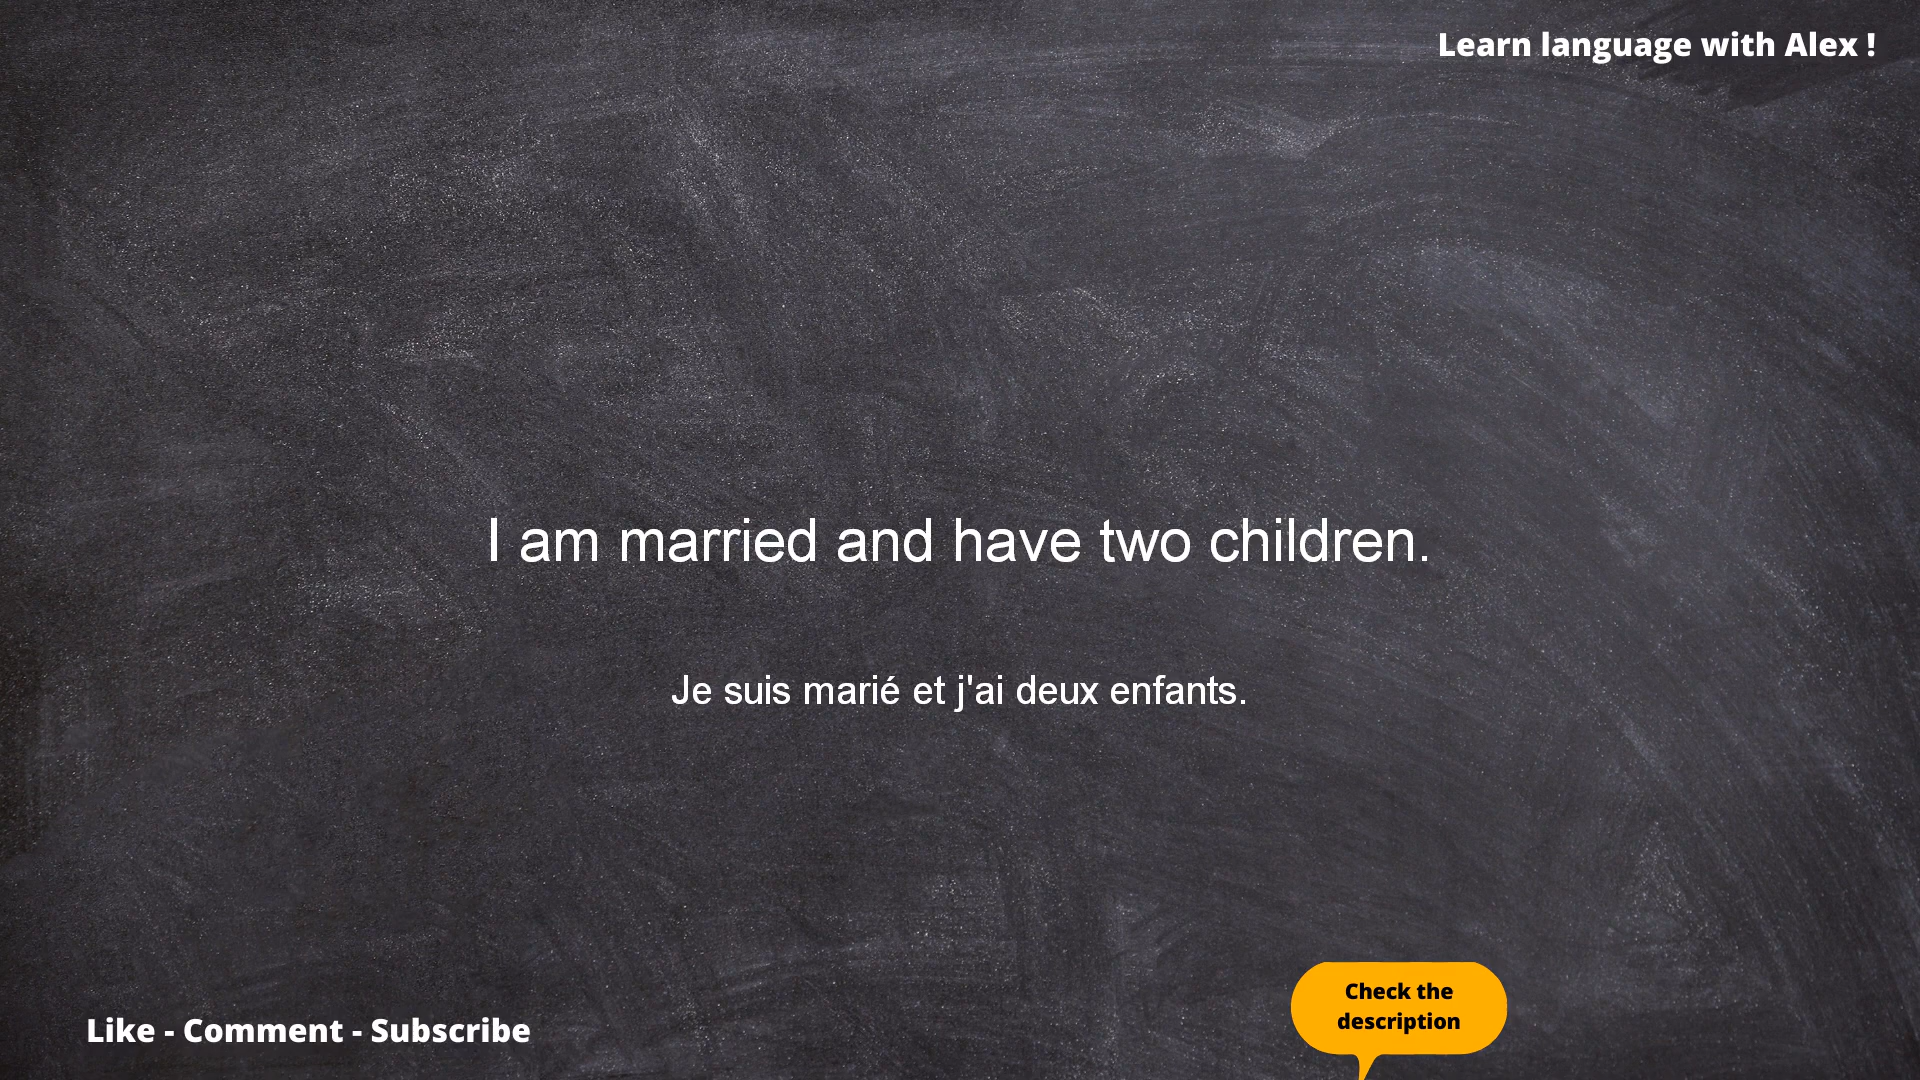 Learn language with Alex !
I am married and have two children.
Je suis marié et j'ai deux enfants.
Check the
description
Like - Comment - Subscribe